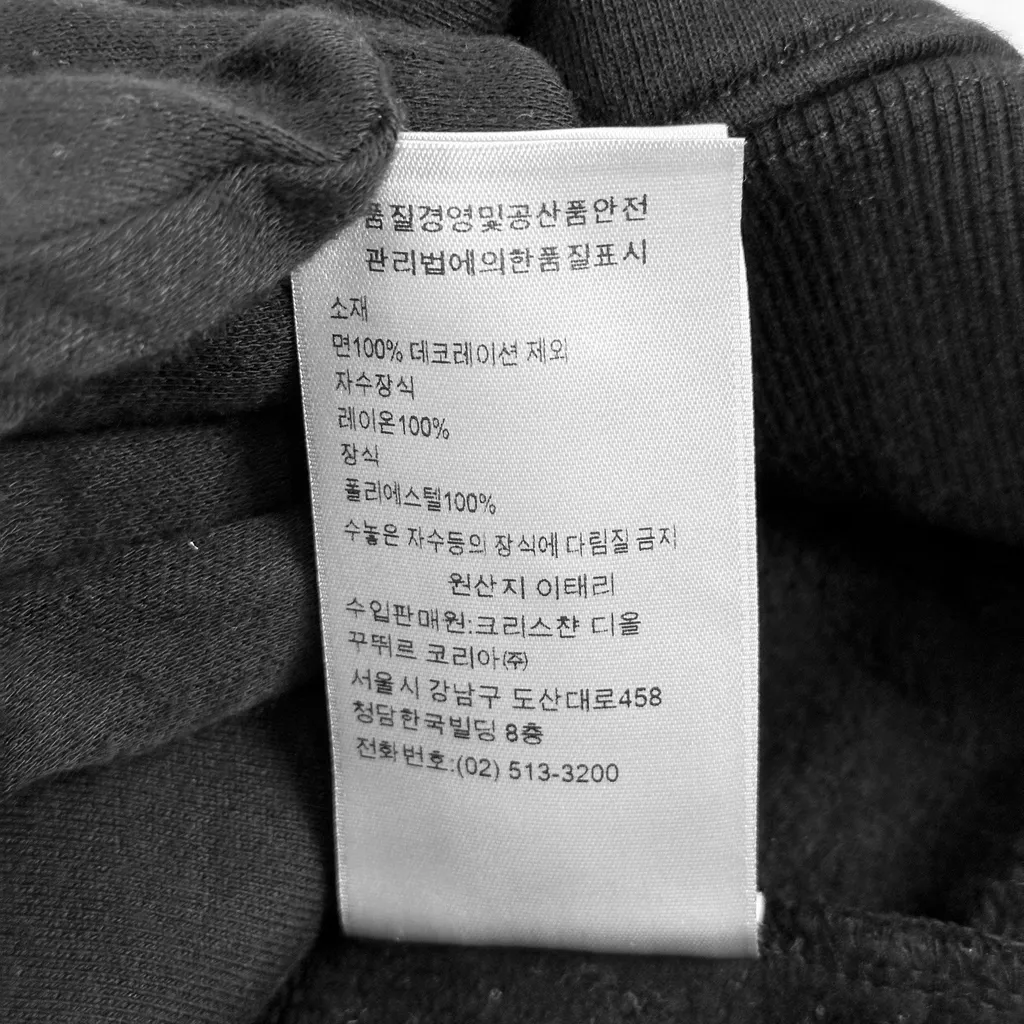 품질경영및공산품안전
관리법에의한품질표시
소재
면100% 데코레이션 제외
자수장식
레이온100%
장식
폴리에스텔100%
수놓은 자수등의 장식에 다림질 금지
원산지 이태리
수입판매원:크리스챤 디올
꾸뛰르 코리아㈜
서울시 강남구 도산대로458
청담한국빌딩 8층
전화번호:(02) 513-3200